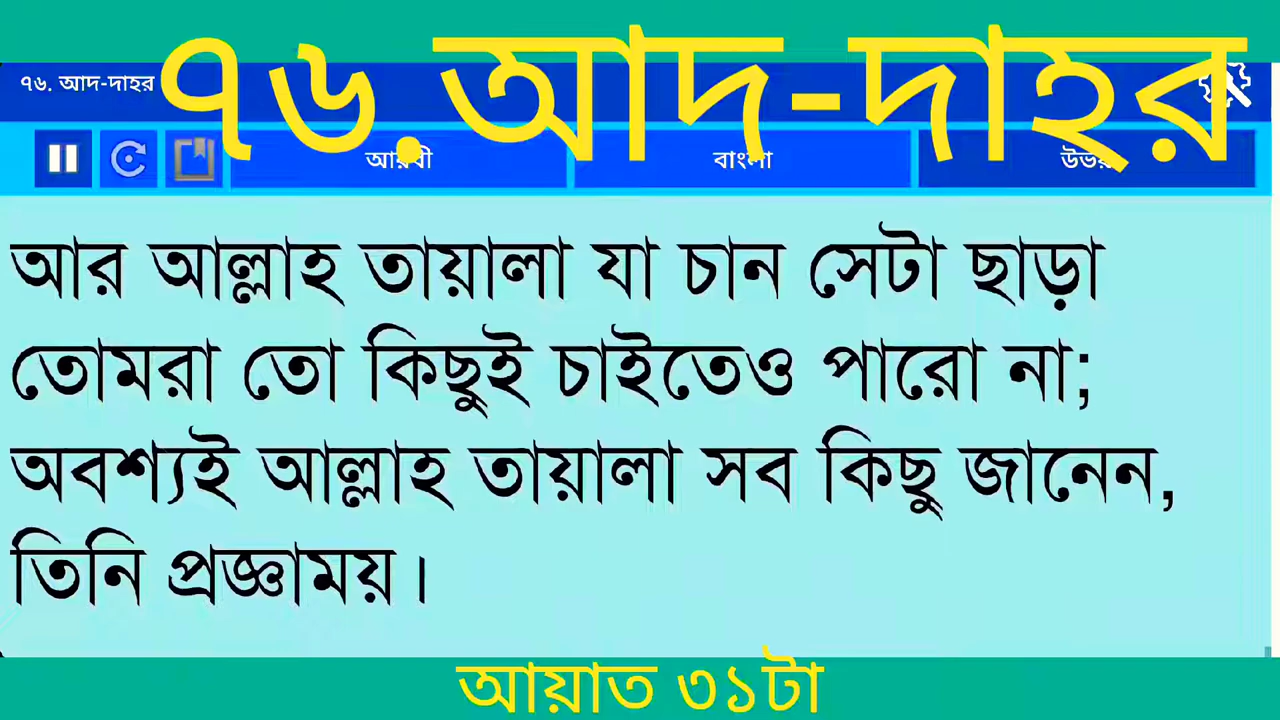 ৭৬.আদ-দাহর
৭৬. আদ-দাহর
আরবী
বাংলা
উভয়
আর আল্লাহ তায়ালা যা চান সেটা ছাড়া
তোমরা তো কিছুই চাইতেও পারো না;
অবশ্যই আল্লাহ তায়ালা সব কিছু জানেন,
তিনি প্রজ্ঞাময়।
আয়াত ৩১টা